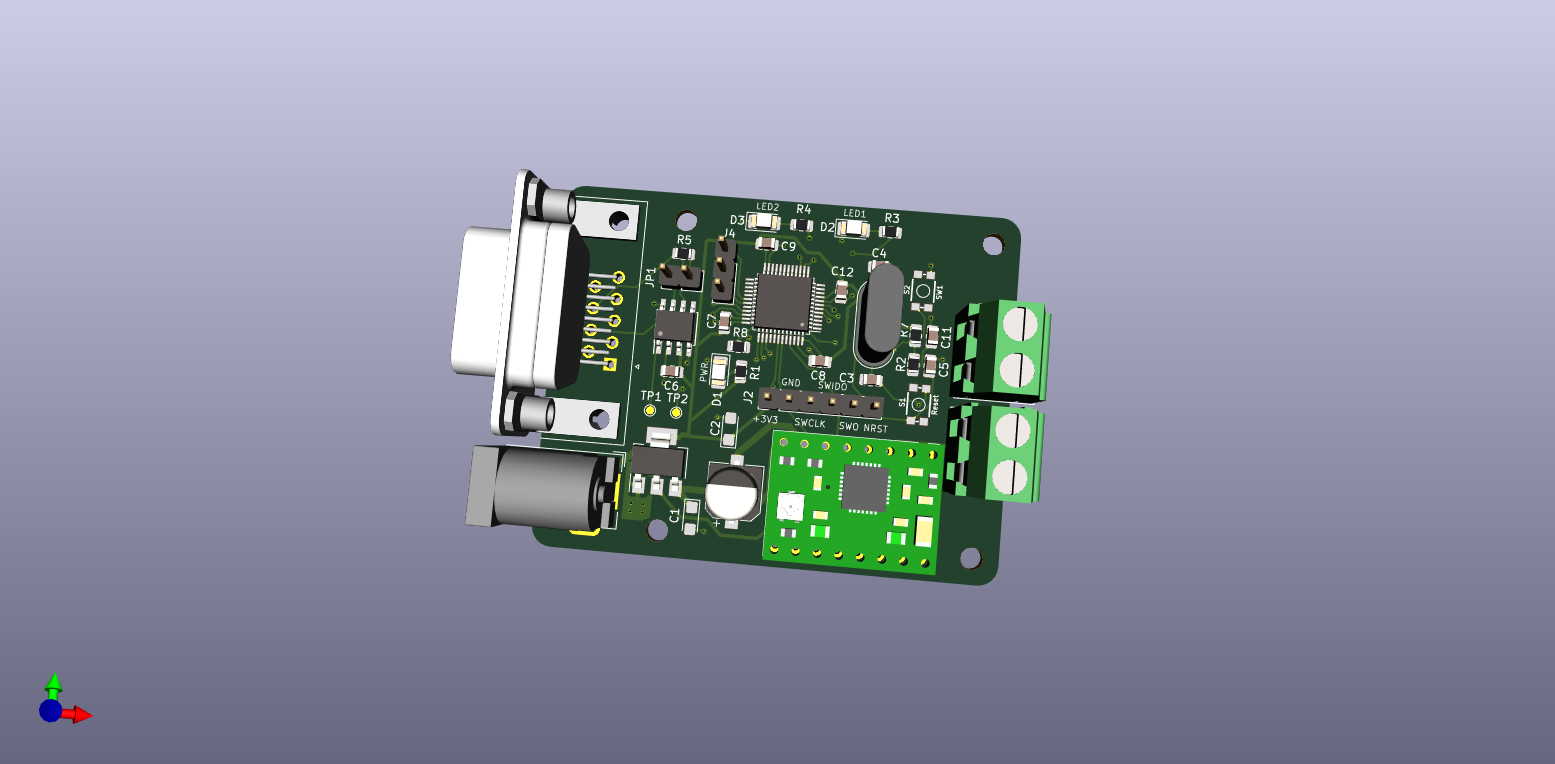 LED2
R4
D3
LED1
R3
D2
J4
R5
C9
C4
JP1
C12
S2
SW1
C7
R8
R7
C11
PWR
R1
C8
R2
C5
C6
C3
GND
SWIDO
TP1
TP2
D1
J2
S1
Reset
+3V3
SWCLK
SWO
NRST
C2
C1
+